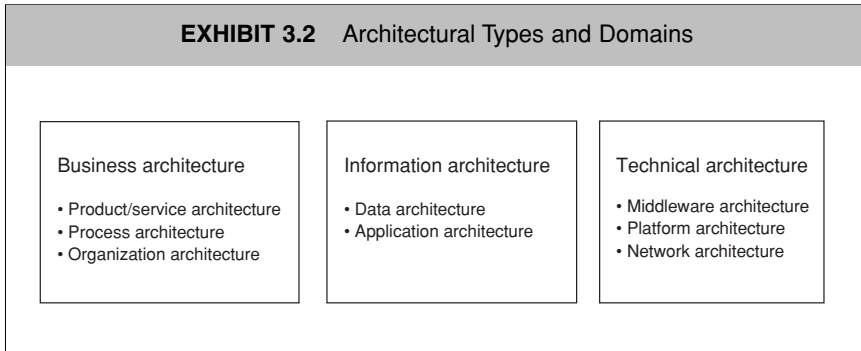 EXHIBIT 3.2 Architectural Types and Domains
Business architecture
• Product/service architecture
• Process architecture
• Organization architecture
Information architecture
• Data architecture
• Application architecture
Technical architecture
• Middleware architecture
• Platform architecture
• Network architecture